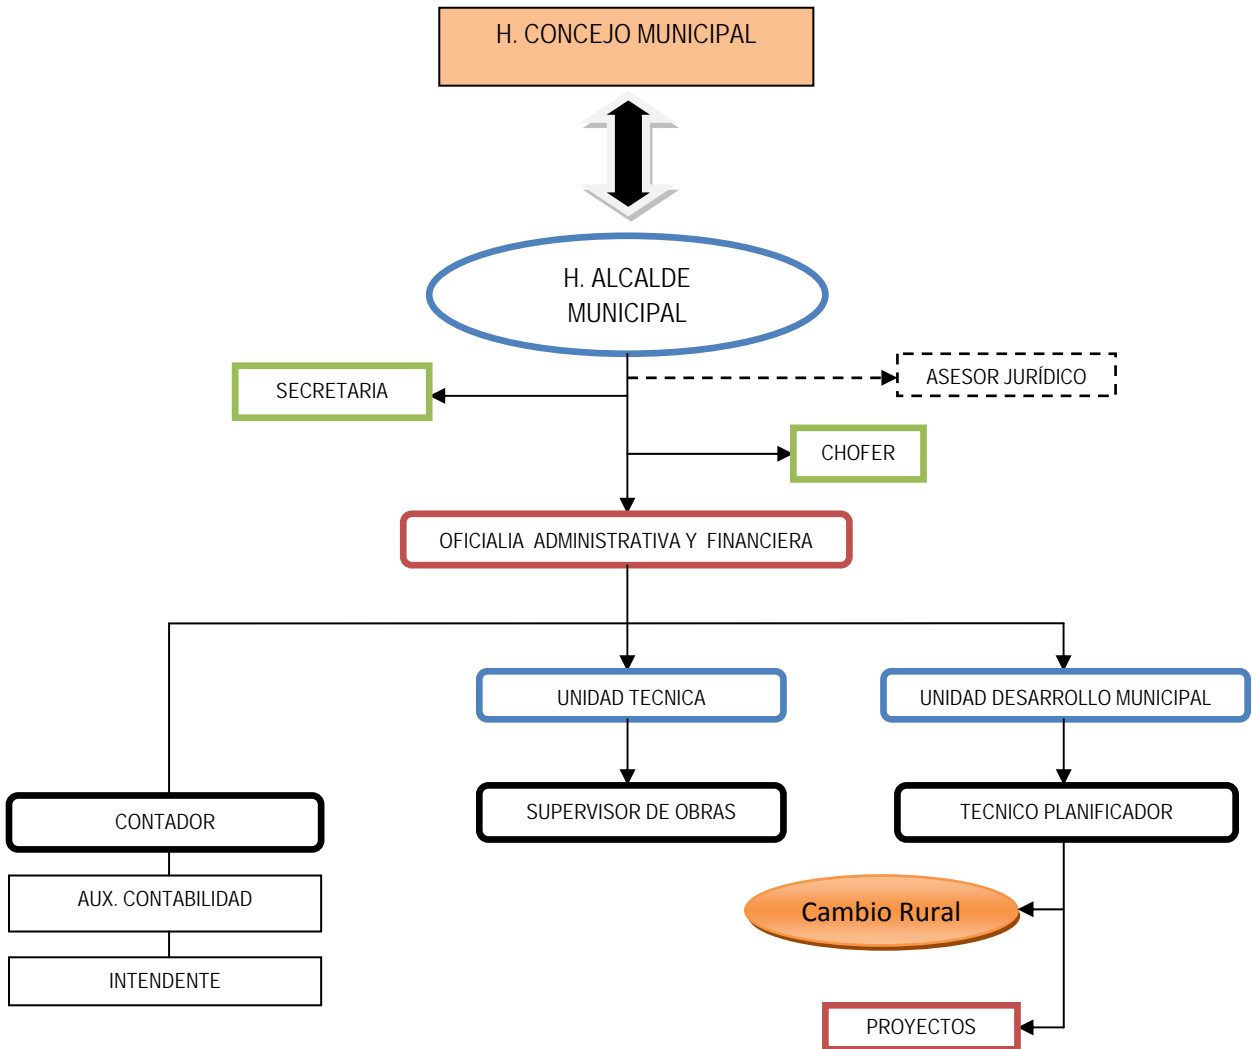 H. CONCEJO MUNICIPAL
H. ALCALDE
MUNICIPAL
SECRETARIA
ASESOR JURÍDICO
CHOFER
OFICIALIA ADMINISTRATIVA Y FINANCIERA
UNIDAD TECNICA
UNIDAD DESARROLLO MUNICIPAL
CONTADOR
SUPERVISOR DE OBRAS
TECNICO PLANIFICADOR
AUX. CONTABILIDAD
Cambio Rural
INTENDENTE
PROYECTOS